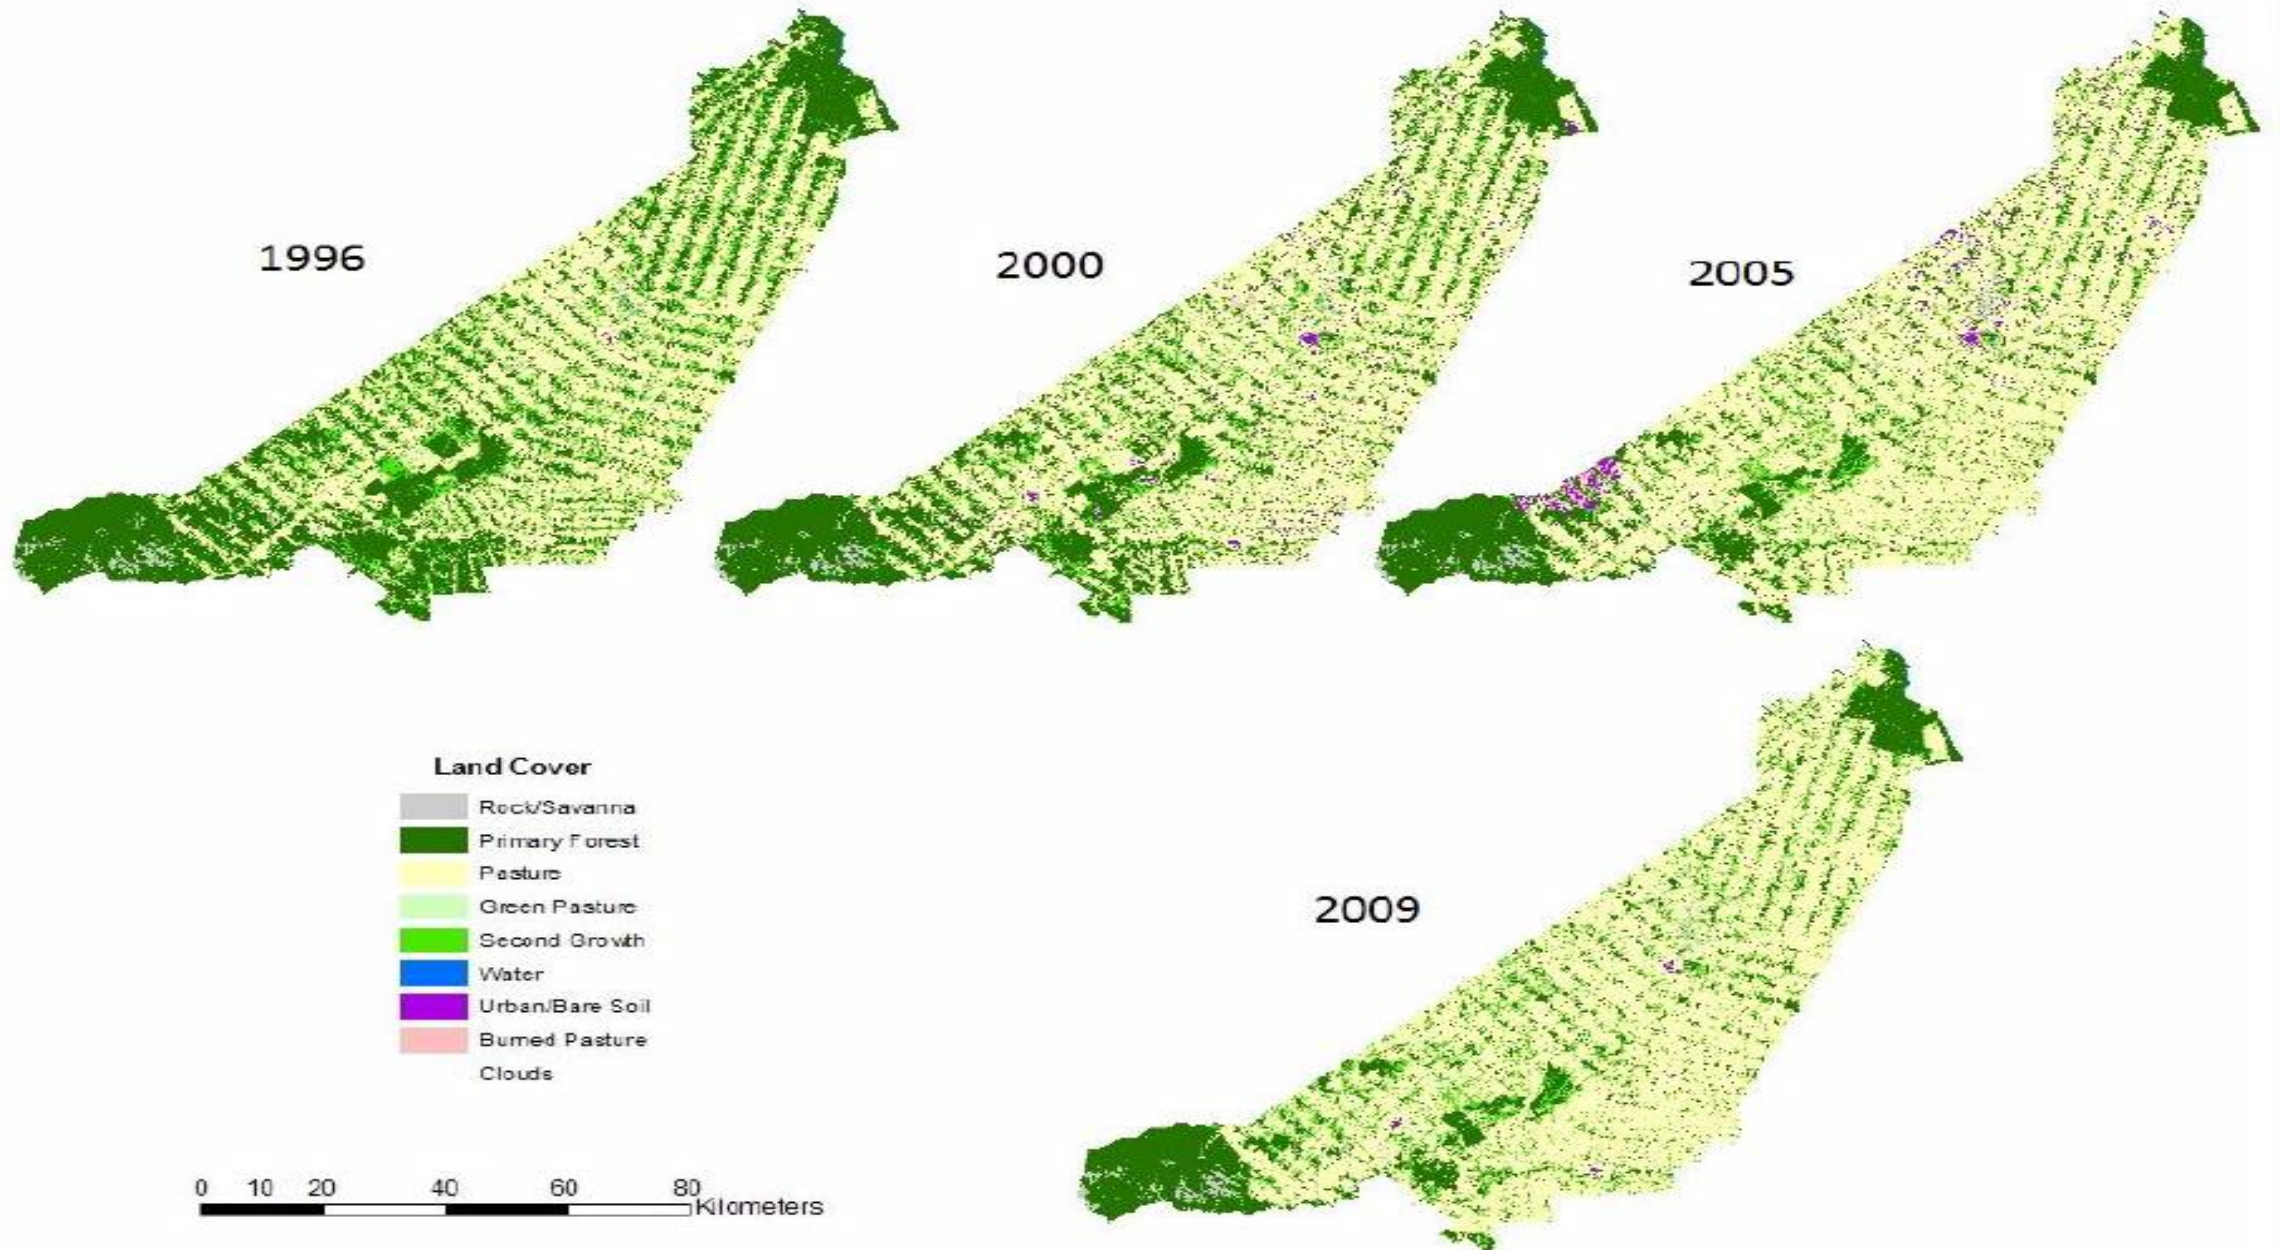 1996
2000
2005
2009
Land Cover
Rock/Savanna
Primary Forest
Pasture
Green Pasture
Second Growth
Water
Urban/Bare Soil
Burned Pasture
Clouds
0 10 20 40 60 80
Kilometers